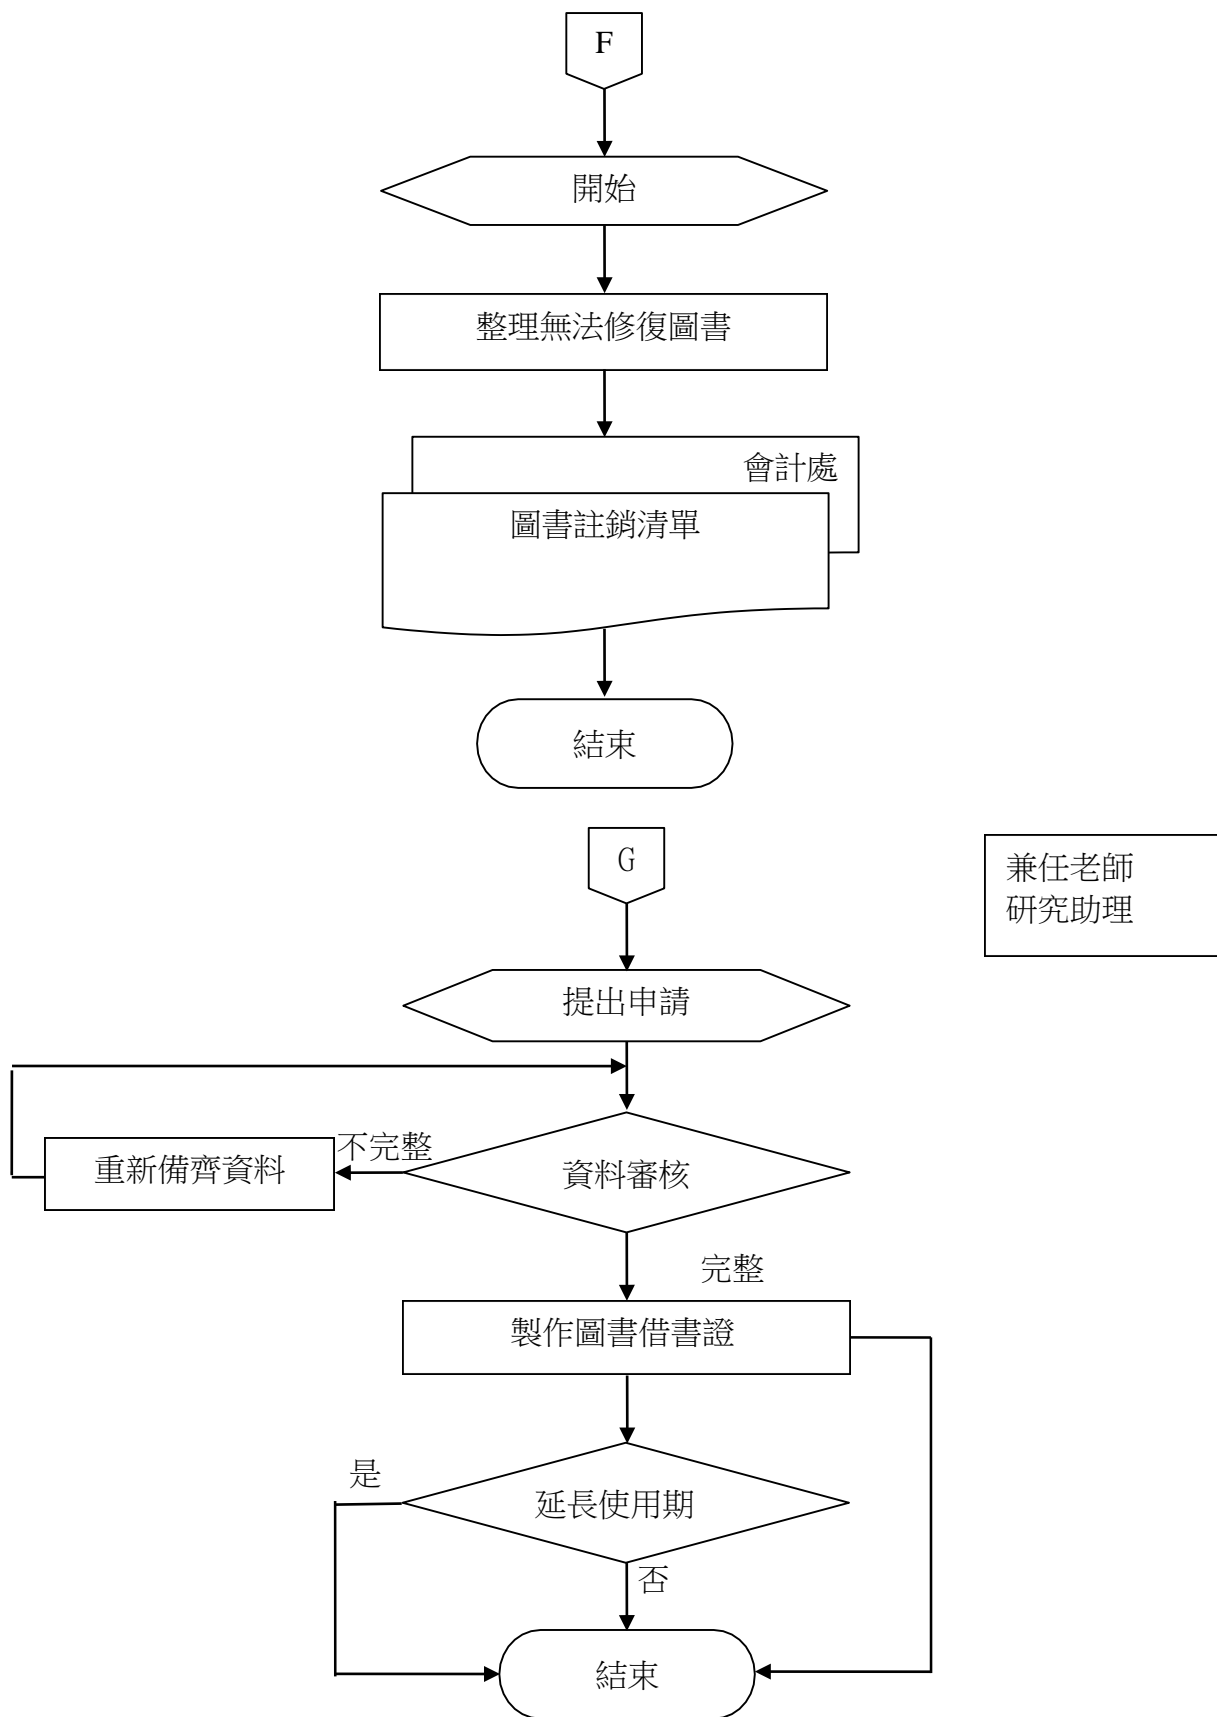 F
開始
整理無法修復圖書
會計處
圖書註銷清單
結束
G
兼任老師
研究助理
提出申請
不完整
重新備齊資料
資料審核
完整
製作圖書借書證
是
延長使用期
否
結束